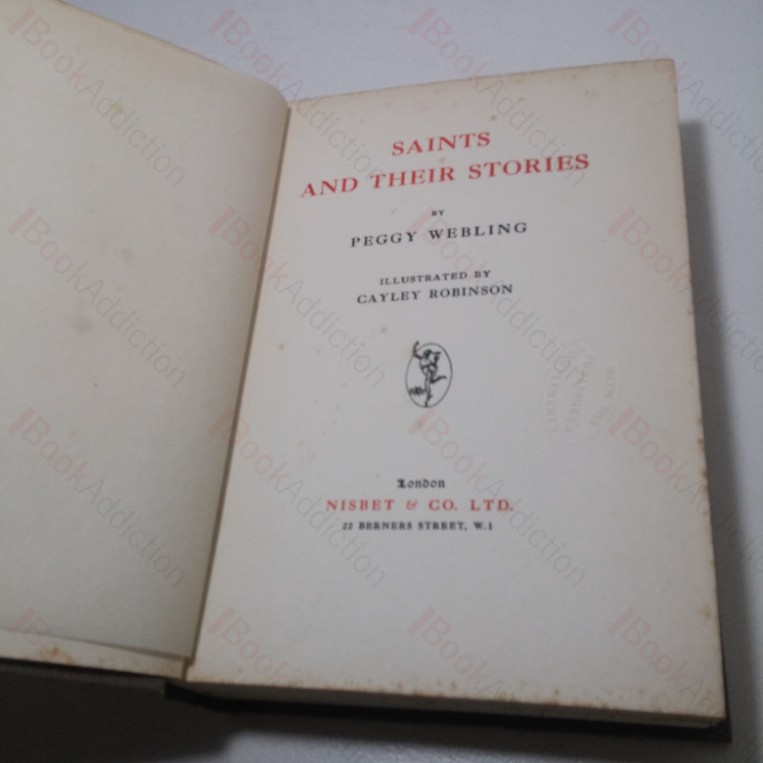 SAINTS
AND THEIR STORIES
BY
PEGGY WEBLING
ILLUSTRATED BY
CAYLEY ROBINSON
London
NISBET & CO. LTD.
22 BERNERS STREET, W.1
BookAddiction